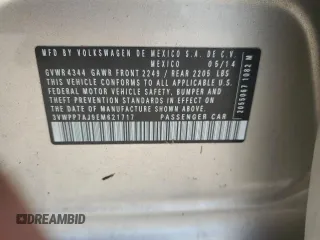 MFD BY VOLKSWAGEN DE MEXICO S.A. DE C.V.
MEXICO 05/14
GVWR 4344 GAWR FRONT 2249 / REAR 2205 LBS
THIS VEHICLE CONFORMS TO ALL APPLICABLE U.S.
FEDERAL MOTOR VEHICLE SAFETY, BUMPER, AND
THEFT PREVENTION STANDARDS IN EFFECT ON THE
DATE OF MANUFACTURE SHOWN ABOVE
3VWPP7AJ9EM621717 PASSENGER CAR
2055067 1002 M
DREAMBID